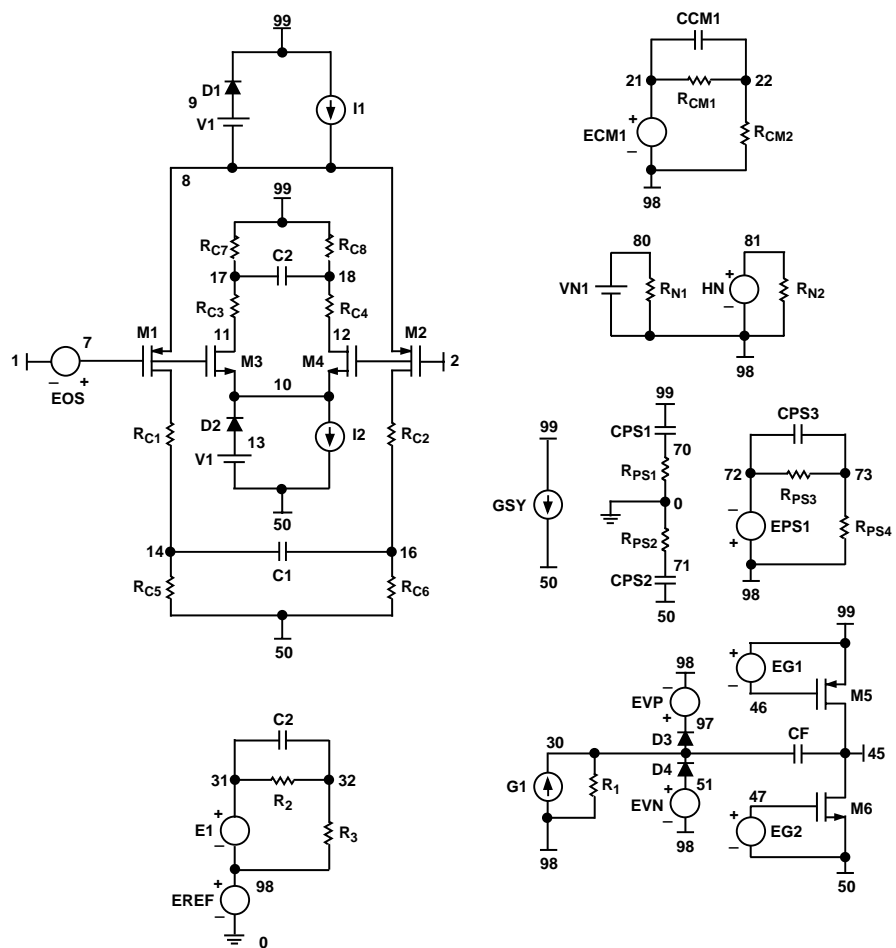 99
D1
9
V1
I1
8
99
RC7
RC8
C2
17
18
RC3
RC4
M1
11
12
M2
7
1
M3
M4
2
EOS
10
D2
13
I2
RC1
RC2
V1
50
14
16
C1
RC5
RC6
50
CCM1
21
22
RCM1
ECM1
RCM2
98
80
81
VN1
RN1
HN
RN2
98
99
CPS1
70
99
RPS1
GSY
0
RPS2
71
50
CPS2
50
CPS3
72
73
RPS3
EPS1
RPS4
98
C2
31
32
R2
E1
R3
98
EREF
0
99
EG1
98
M5
EVP
46
97
30
D3
CF
45
D4
G1
R1
51
47
M6
EVN
EG2
98
98
50